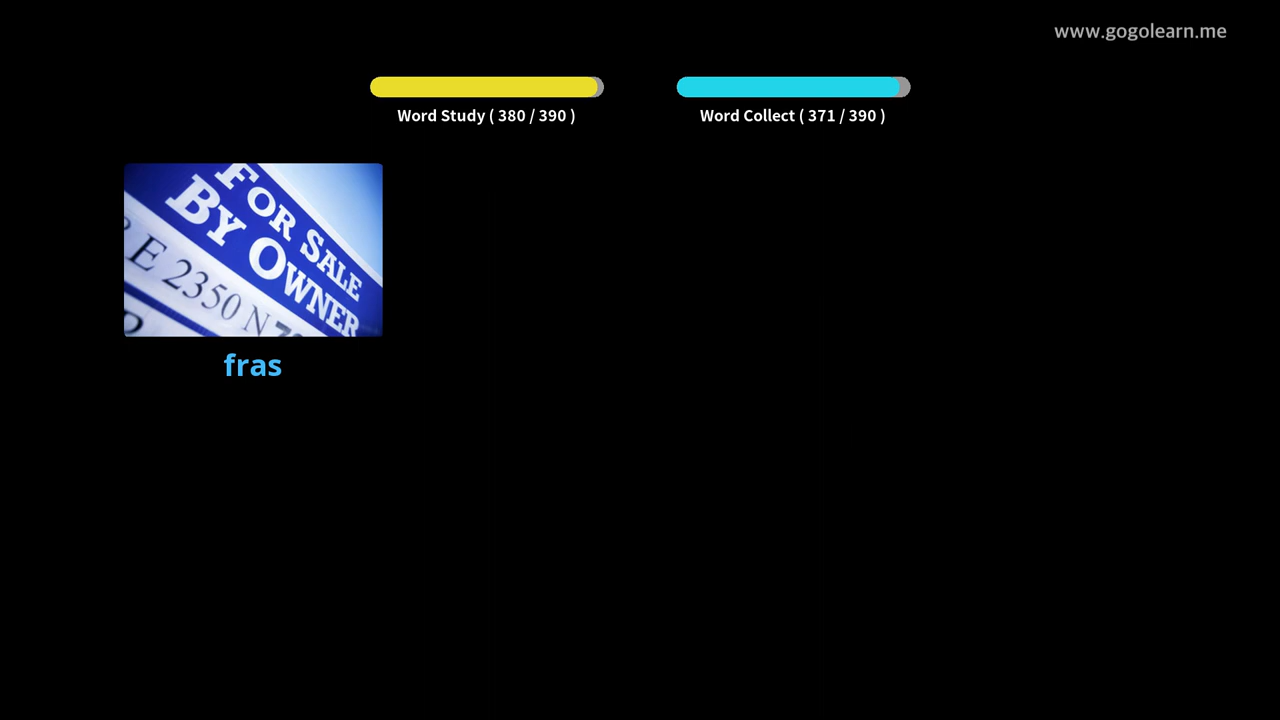 www.gogolearn.me
Word Study ( 380 / 390 )
Word Collect ( 371 / 390 )
FOR SALE
BY OWNER
E 2350 N
fras